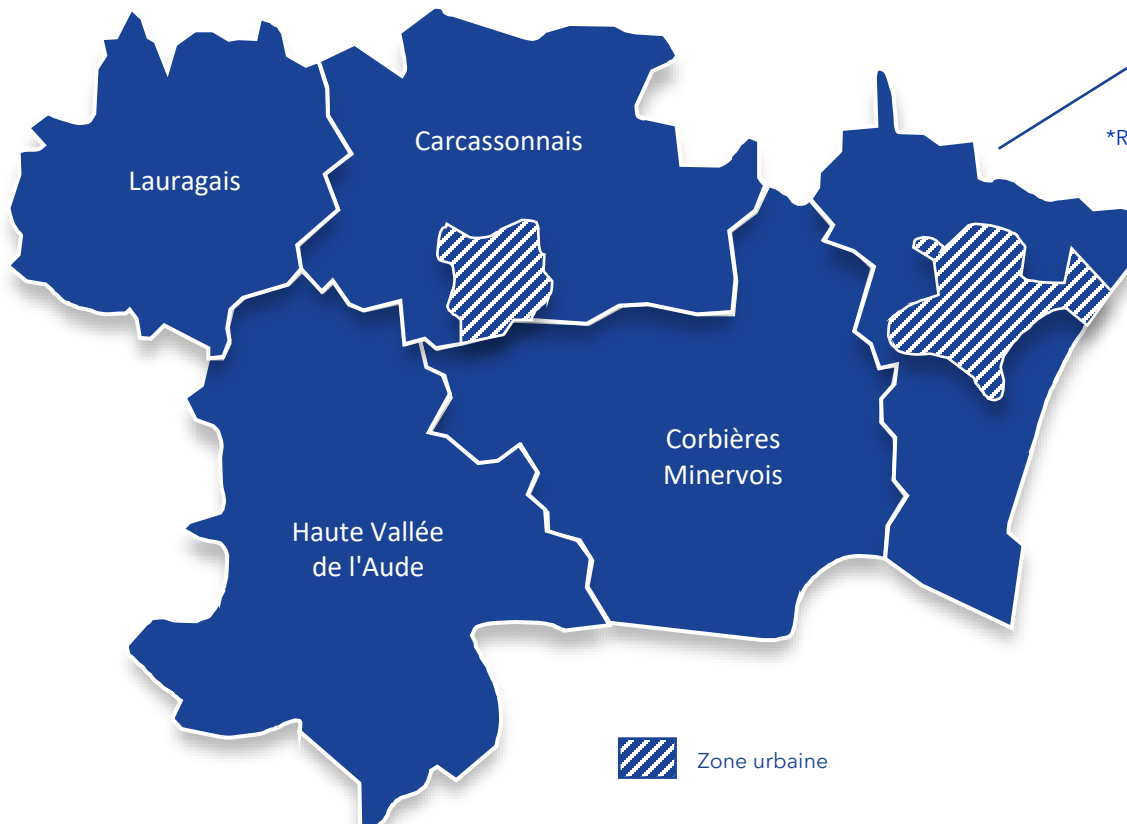 *R
Carcassonnais
Lauragais
Corbières
Minervois
Haute Vallée
de l'Aude
Zone urbaine